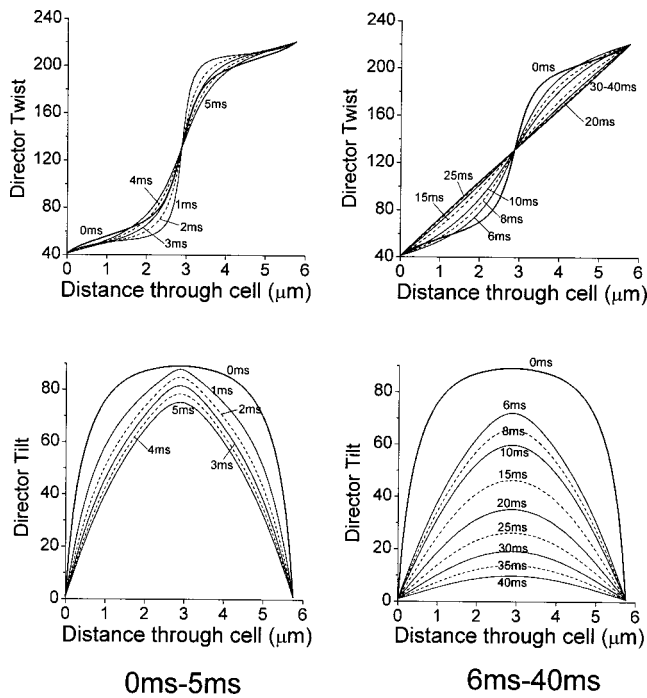 240
200
160
120
80
40
Director Twist
0ms
4ms
5ms
1ms
2ms
3ms
0 1 2 3 4 5 6
Distance through cell (μm)
240
200
160
120
80
40
Director Twist
0ms
30-40ms
20ms
25ms
15ms
10ms
8ms
6ms
0 1 2 3 4 5 6
Distance through cell (μm)
80
60
40
20
0
Director Tilt
0ms
1ms
2ms
5ms
4ms
3ms
0 1 2 3 4 5 6
Distance through cell (μm)
80
60
40
20
0
Director Tilt
0ms
6ms
8ms
10ms
15ms
20ms
25ms
30ms
35ms
40ms
0 1 2 3 4 5 6
Distance through cell (μm)
0ms-5ms
6ms-40ms